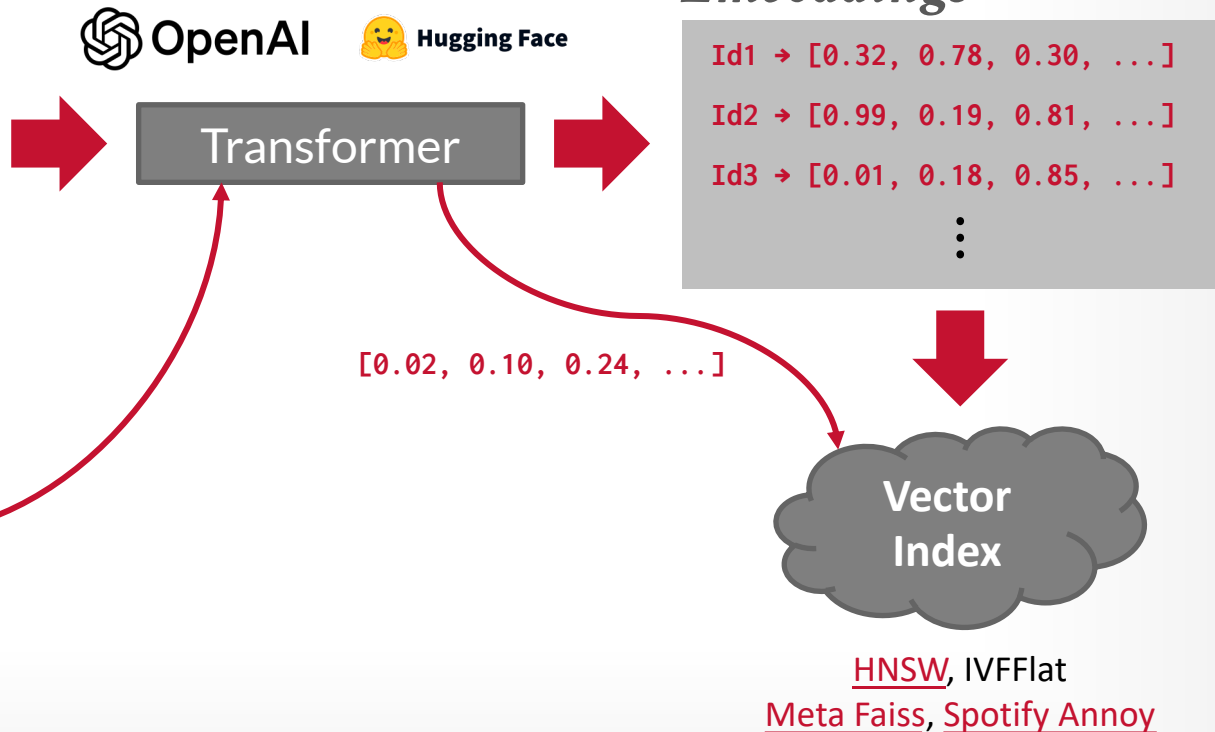 Embeddings
OpenAI
Hugging Face
Transformer
Id1 → [0.32, 0.78, 0.30, ...]
Id2 → [0.99, 0.19, 0.81, ...]
Id3 → [0.01, 0.18, 0.85, ...]
⋮
[0.02, 0.10, 0.24, ...]
Vector
Index
HNSW, IVFFlat
Meta Faiss, Spotify Annoy